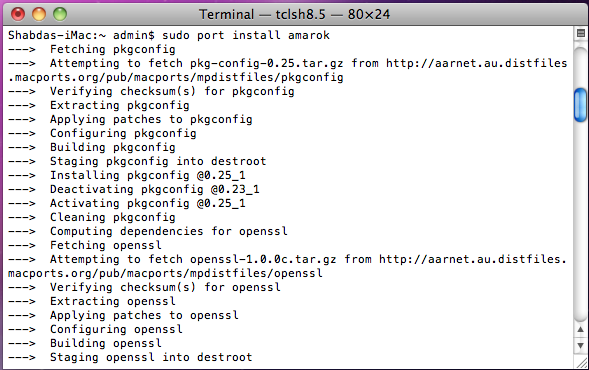 Terminal — tclsh8.5 — 80×24
Shabdas-iMac:~ admin$ sudo port install amarok
--->  Fetching pkgconfig
--->  Attempting to fetch pkg-config-0.25.tar.gz from http://aarnet.au.distfiles
.macports.org/pub/macports/mpdistfiles/pkgconfig
--->  Verifying checksum(s) for pkgconfig
--->  Extracting pkgconfig
--->  Applying patches to pkgconfig
--->  Configuring pkgconfig
--->  Building pkgconfig
--->  Staging pkgconfig into destroot
--->  Installing pkgconfig @0.25_1
--->  Deactivating pkgconfig @0.23_1
--->  Activating pkgconfig @0.25_1
--->  Cleaning pkgconfig
--->  Computing dependencies for openssl
--->  Fetching openssl
--->  Attempting to fetch openssl-1.0.0c.tar.gz from http://aarnet.au.distfiles.
macports.org/pub/macports/mpdistfiles/openssl
--->  Verifying checksum(s) for openssl
--->  Extracting openssl
--->  Applying patches to openssl
--->  Configuring openssl
--->  Building openssl
--->  Staging openssl into destroot